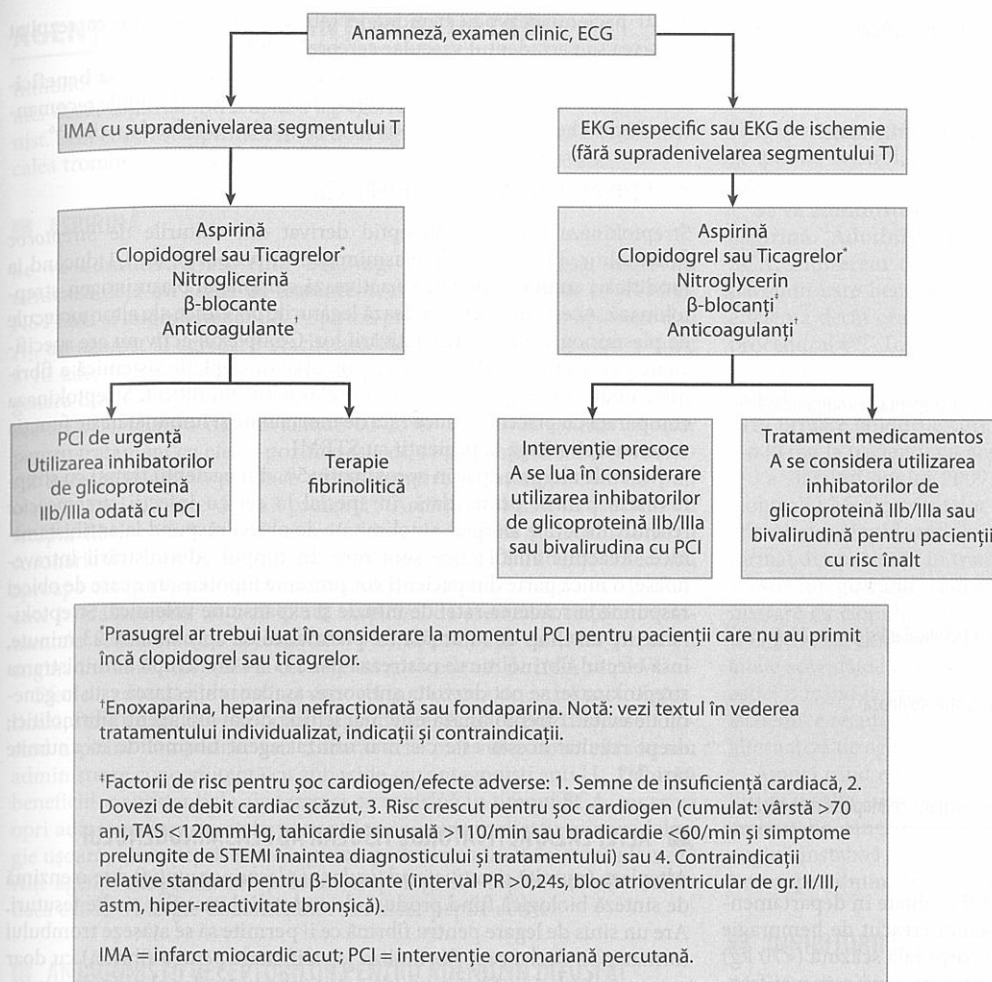 Anamneză, examen clinic, ECG
IMA cu supradenivelarea segmentului T
EKG nespecific sau EKG de ischemie
(fără supradenivelarea segmentului T)
Aspirină
Clopidogrel sau Ticagrelor*
Nitroglicerină
β-blocante
Anticoagulante†
Aspirină
Clopidogrel sau Ticagrelor*
Nitroglycerin
β-blocanți‡
Anticoagulanți†
PCI de urgență
Utilizarea inhibitorilor
de glicoproteină
IIb/IIIa odată cu PCI
Terapie
fibrinolitică
Intervenție precoce
A se lua în considerare
utilizarea inhibitorilor
de glicoproteină IIb/IIIa
sau bivalirudina cu PCI
Tratament medicamentos
A se considera utilizarea
inhibitorilor de
glicoproteină IIb/IIIa sau
bivalirudină pentru pacienții
cu risc înalt
*Prasugrel ar trebui luat în considerare la momentul PCI pentru pacienții care nu au primit
încă clopidogrel sau ticagrelor.
†Enoxaparina, heparina nefracționată sau fondaparina. Notă: vezi textul în vederea
tratamentului individualizat, indicații și contraindicații.
‡Factorii de risc pentru șoc cardiogen/efecte adverse: 1. Semne de insuficiență cardiacă, 2.
Dovezi de debit cardiac scăzut, 3. Risc crescut pentru șoc cardiogen (cumulat: vârstă >70
ani, TAS <120mmHg, tahicardie sinusală >110/min sau bradicardie <60/min și simptome
prelungite de STEMI înaintea diagnosticului și tratamentului) sau 4. Contraindicații
relative standard pentru β-blocante (interval PR >0,24s, bloc atrioventricular de gr. II/III,
astm, hiper-reactivitate bronșică).
IMA = infarct miocardic acut; PCI = intervenție coronariană percutană.